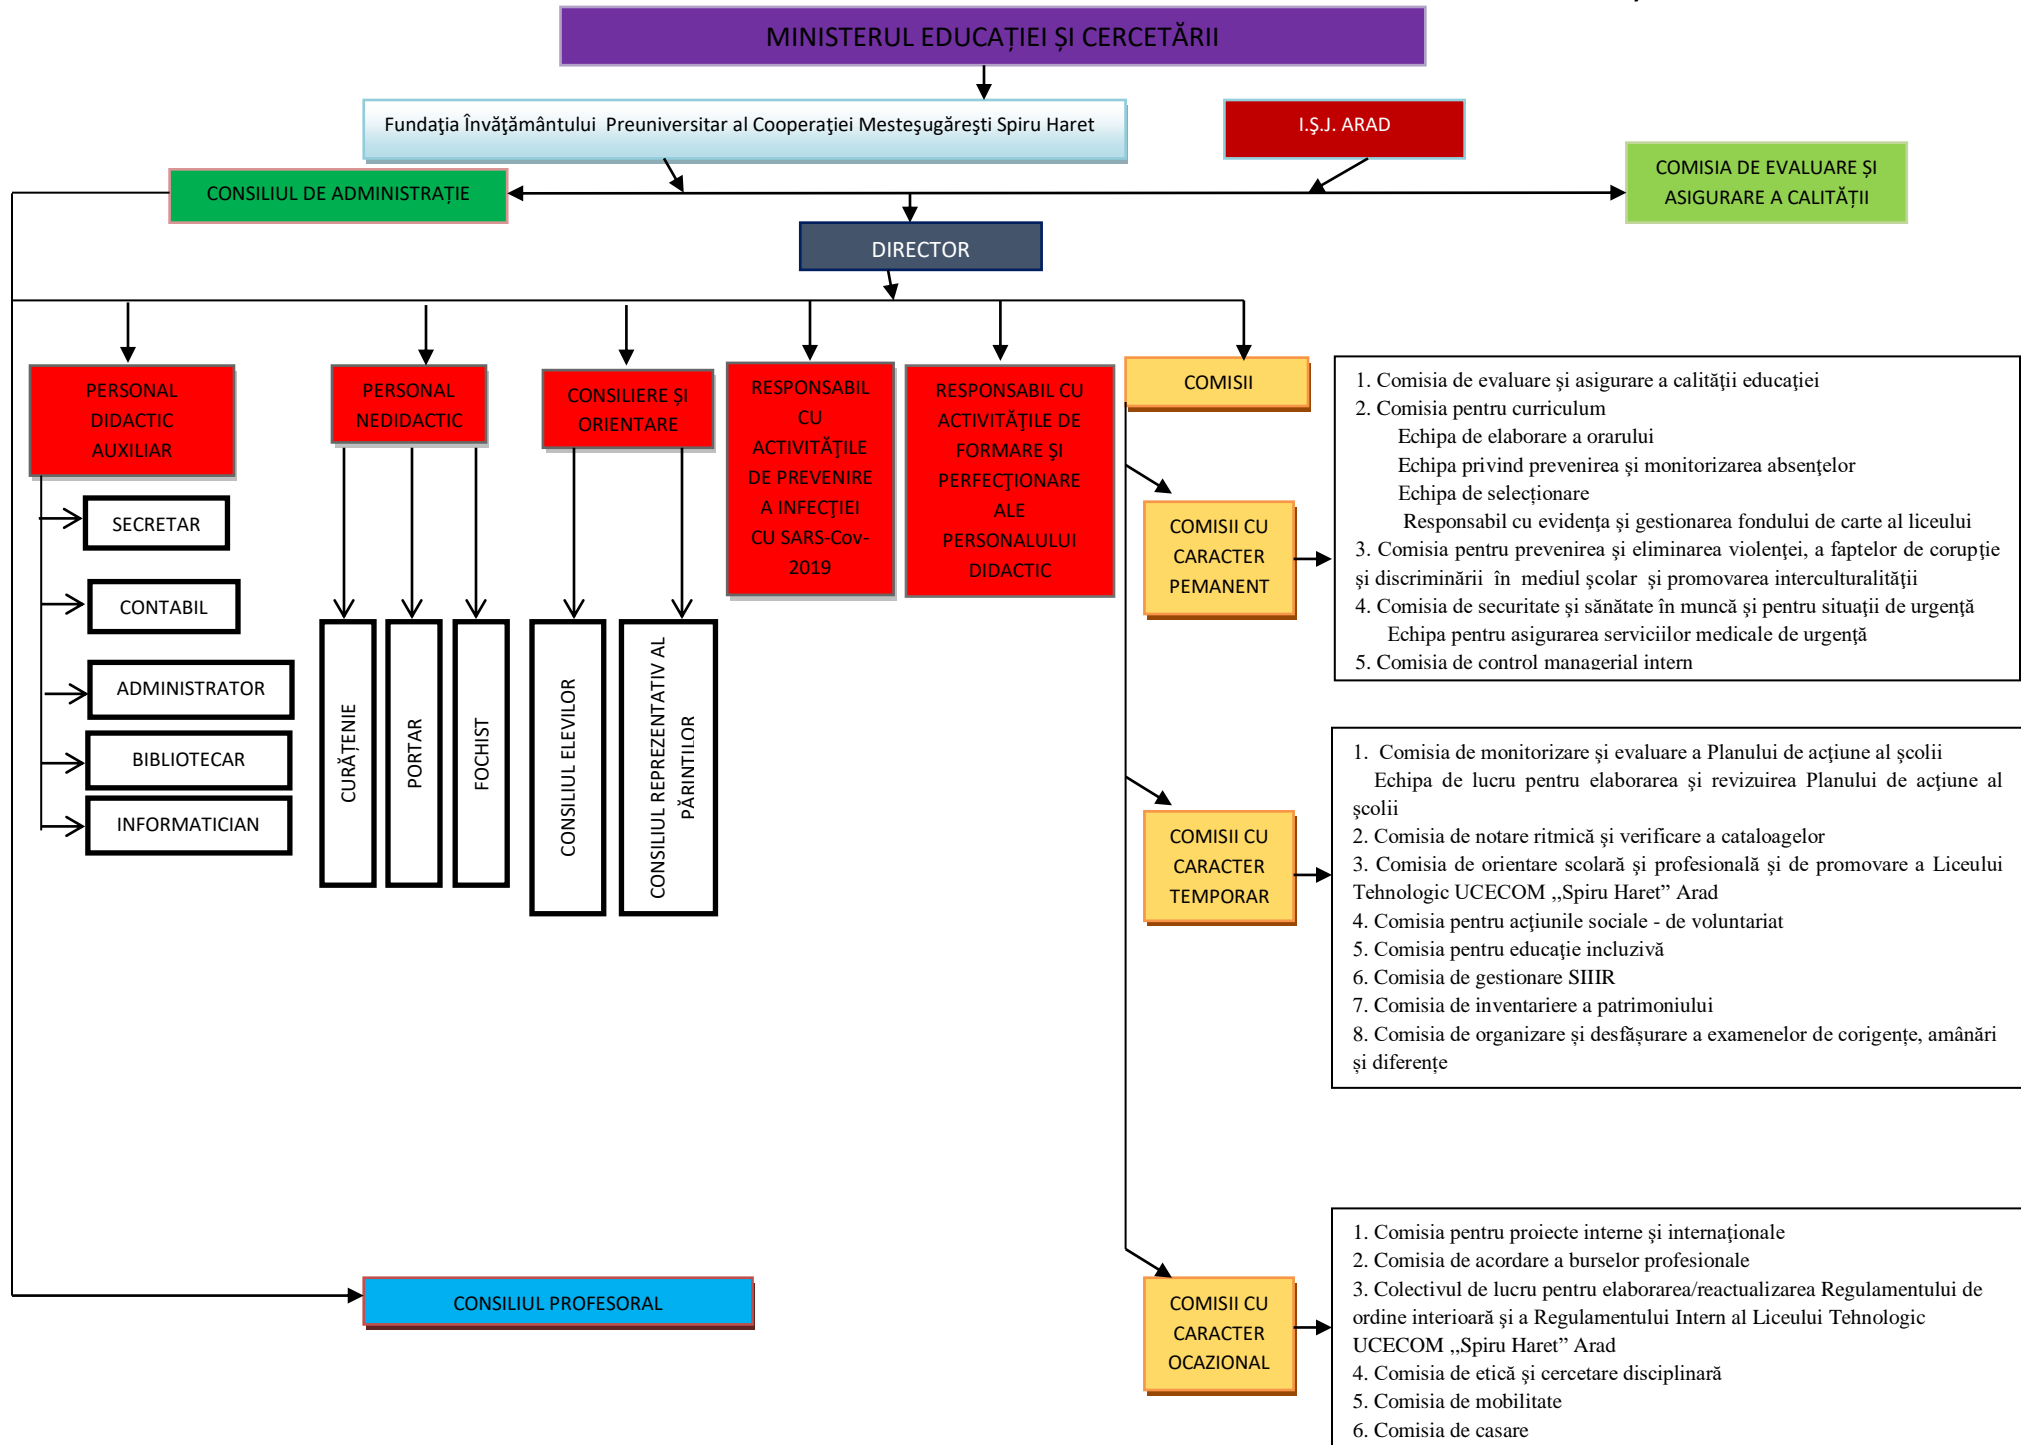 MINISTERUL EDUCAȚIEI ȘI CERCETĂRII
Fundaţia Învăţământului Preuniversitar al Cooperaţiei Mesteşugăreşti Spiru Haret
I.Ş.J. ARAD
CONSILIUL DE ADMINISTRAȚIE
COMISIA DE EVALUARE ȘI
ASIGURARE A CALITĂȚII
DIRECTOR
PERSONAL
DIDACTIC
AUXILIAR
PERSONAL
NEDIDACTIC
CONSILIERE ȘI
ORIENTARE
RESPONSABIL
CU
ACTIVITĂŢILE
DE PREVENIRE
A INFECŢIEI
CU SARS-Cov-
2019
RESPONSABIL CU
ACTIVITĂŢILE DE
FORMARE ŞI
PERFECŢIONARE
ALE
PERSONALULUI
DIDACTIC
COMISII
SECRETAR
CONTABIL
ADMINISTRATOR
BIBLIOTECAR
INFORMATICIAN
CURĂȚENIE
PORTAR
FOCHIST
CONSILIUL ELEVILOR
CONSILIUL REPREZENTATIV AL
PĂRINTILOR
COMISII CU
CARACTER
PEMANENT
1. Comisia de evaluare şi asigurare a calităţii educaţiei
2. Comisia pentru curriculum
Echipa de elaborare a orarului
Echipa privind prevenirea și monitorizarea absenţelor
Echipa de selecționare
Responsabil cu evidenţa şi gestionarea fondului de carte al liceului
3. Comisia pentru prevenirea şi eliminarea violenţei, a faptelor de corupţie
şi discriminării în mediul şcolar şi promovarea interculturalităţii
4. Comisia de securitate şi sănătate în muncă şi pentru situaţii de urgenţă
Echipa pentru asigurarea serviciilor medicale de urgenţă
5. Comisia de control managerial intern
COMISII CU
CARACTER
TEMPORAR
1. Comisia de monitorizare şi evaluare a Planului de acţiune al şcolii
Echipa de lucru pentru elaborarea şi revizuirea Planului de acţiune al
şcolii
2. Comisia de notare ritmică şi verificare a cataloagelor
3. Comisia de orientare scolară şi profesională şi de promovare a Liceului
Tehnologic UCECOM ,,Spiru Haret” Arad
4. Comisia pentru acţiunile sociale - de voluntariat
5. Comisia pentru educaţie incluzivă
6. Comisia de gestionare SIIIR
7. Comisia de inventariere a patrimoniului
8. Comisia de organizare și desfășurare a examenelor de corigențe, amânări
și diferențe
COMISII CU
CARACTER
OCAZIONAL
1. Comisia pentru proiecte interne şi internaţionale
2. Comisia de acordare a burselor profesionale
3. Colectivul de lucru pentru elaborarea/reactualizarea Regulamentului de
ordine interioară şi a Regulamentului Intern al Liceului Tehnologic
UCECOM ,,Spiru Haret” Arad
4. Comisia de etică şi cercetare disciplinară
5. Comisia de mobilitate
6. Comisia de casare
CONSILIUL PROFESORAL